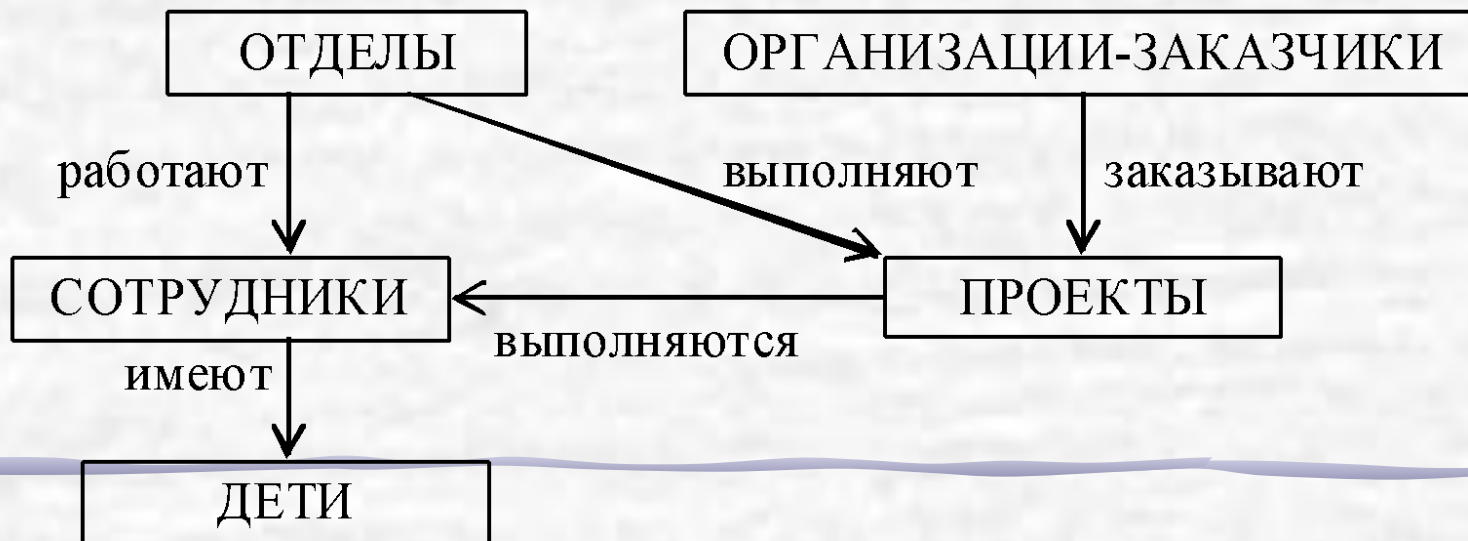 ОТДЕЛЫ
ОРГАНИЗАЦИИ-ЗАКАЗЧИКИ
работают
выполняют
заказывают
СОТРУДНИКИ
ПРОЕКТЫ
выполняются
имеют
ДЕТИ